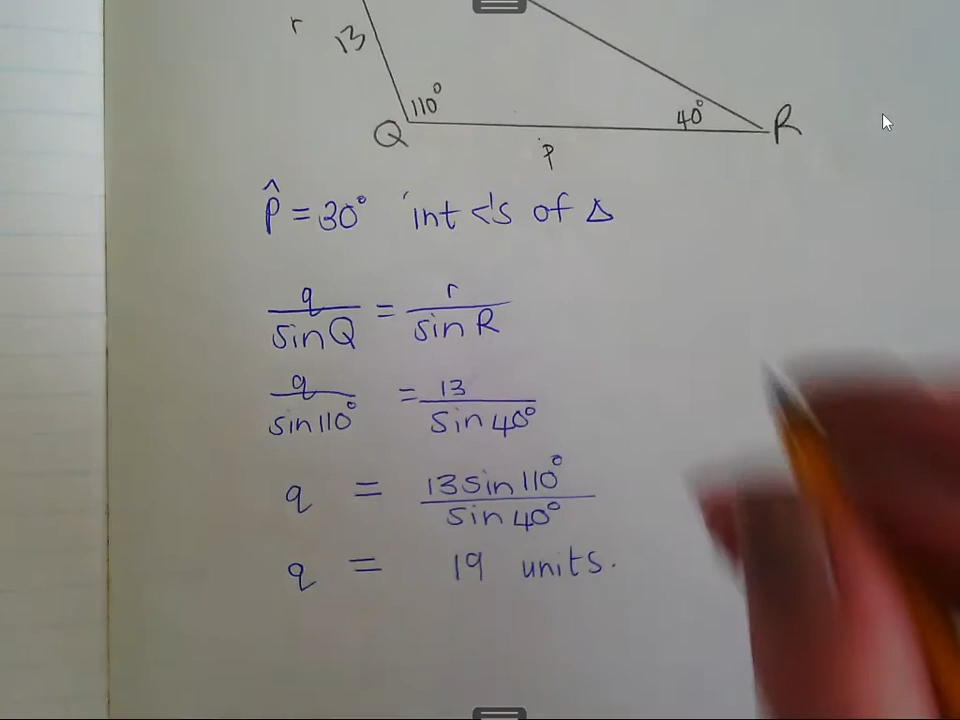 r 13
110°
40°
Q
R
p
P̂ = 30° int <'s of Δ
q/sin Q = r/sin R
q/sin 110° = 13/sin 40°
q = 13 sin 110°/sin 40°
q = 19 units.